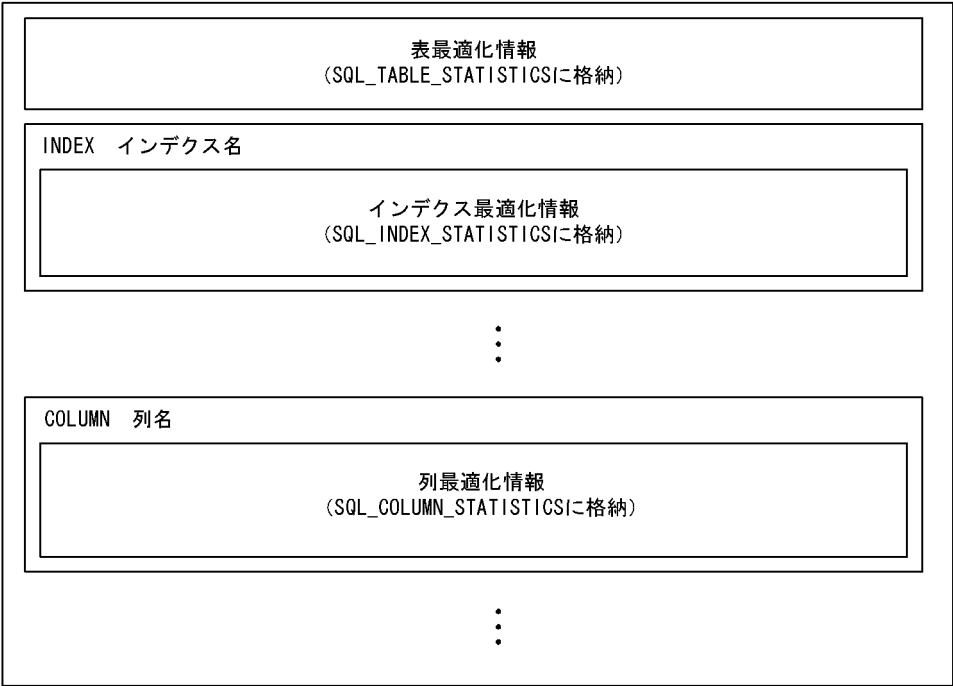 表最適化情報
(SQL_TABLE_STATISTICSに格納)
INDEX　インデクス名
インデクス最適化情報
(SQL_INDEX_STATISTICSに格納)
COLUMN　列名
列最適化情報
(SQL_COLUMN_STATISTICSに格納)